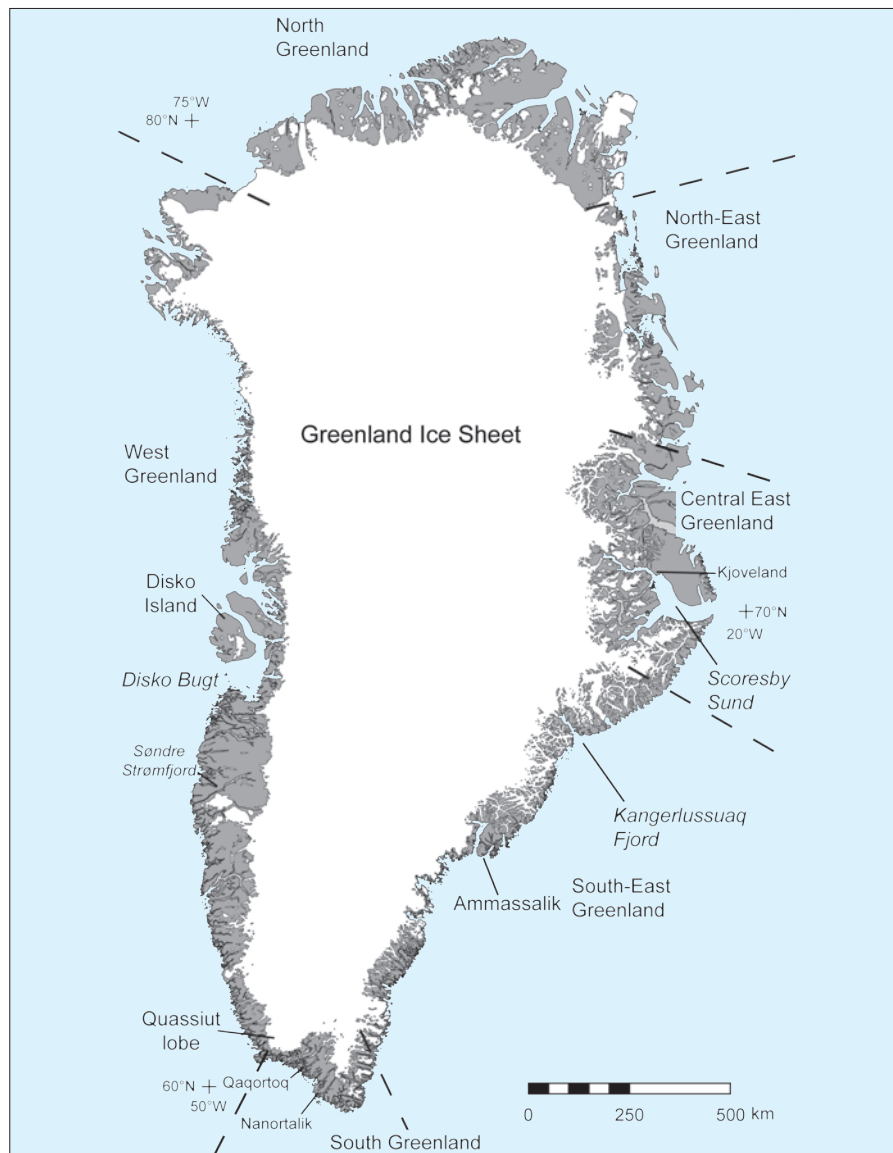 North
Greenland
75°W
80°N
North-East
Greenland
Greenland Ice Sheet
West
Greenland
Central East
Greenland
Kjoveland
Disko
Island
70°N
20°W
Disko Bugt
Scoresby
Sund
Søndre
Strømfjord
Kangerlussuaq
Fjord
Ammassalik
South-East
Greenland
Quassiut
lobe
Qaqortoq
60°N
50°W
Nanortalik
South Greenland
0 250 500 km